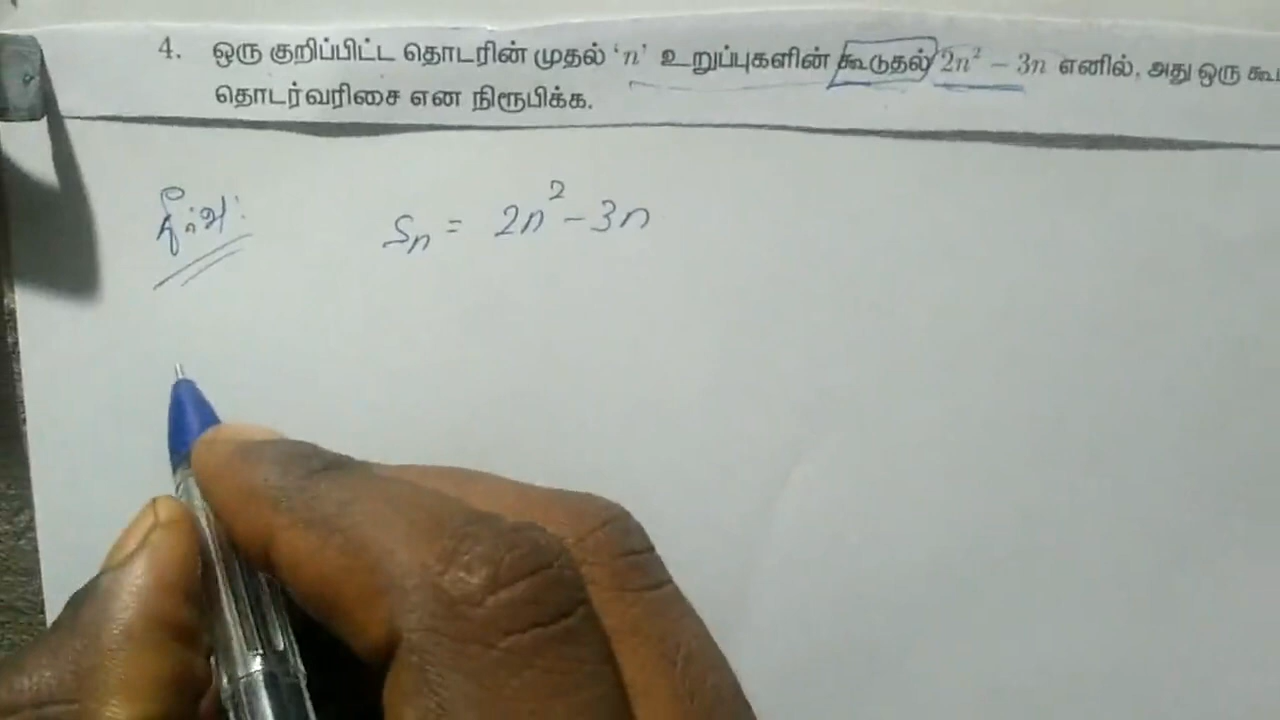 4. ஒரு குறிப்பிட்ட தொடரின் முதல் ‘n’ உறுப்புகளின் கூடுதல் 2n² − 3n எனில், அது ஒரு
தொடர்வரிசை என நிரூபிக்க.
தீர்வு:
Sn = 2n² − 3n